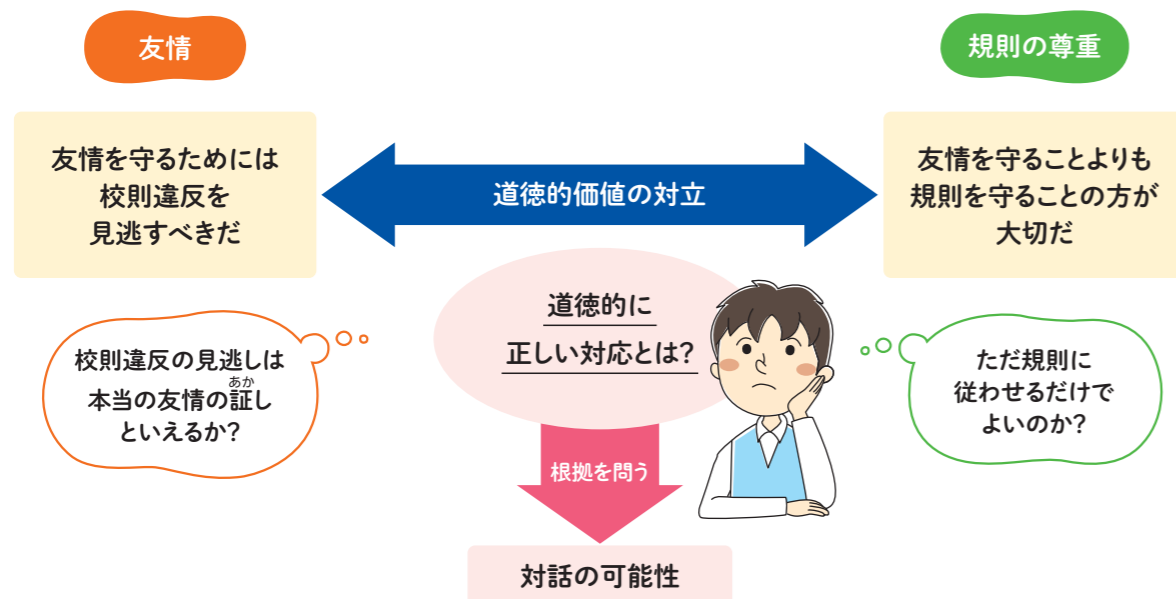 友情
規則の尊重
友情を守るためには
校則違反を
見逃すべきだ
道徳的価値の対立
友情を守ることよりも
規則を守ることの方が
大切だ
道徳的に
正しい対応とは?
校則違反の見逃しは
あか
本当の友情の証し
といえるか?
ただ規則に
従わせるだけで
よいのか?
根拠を問う
対話の可能性